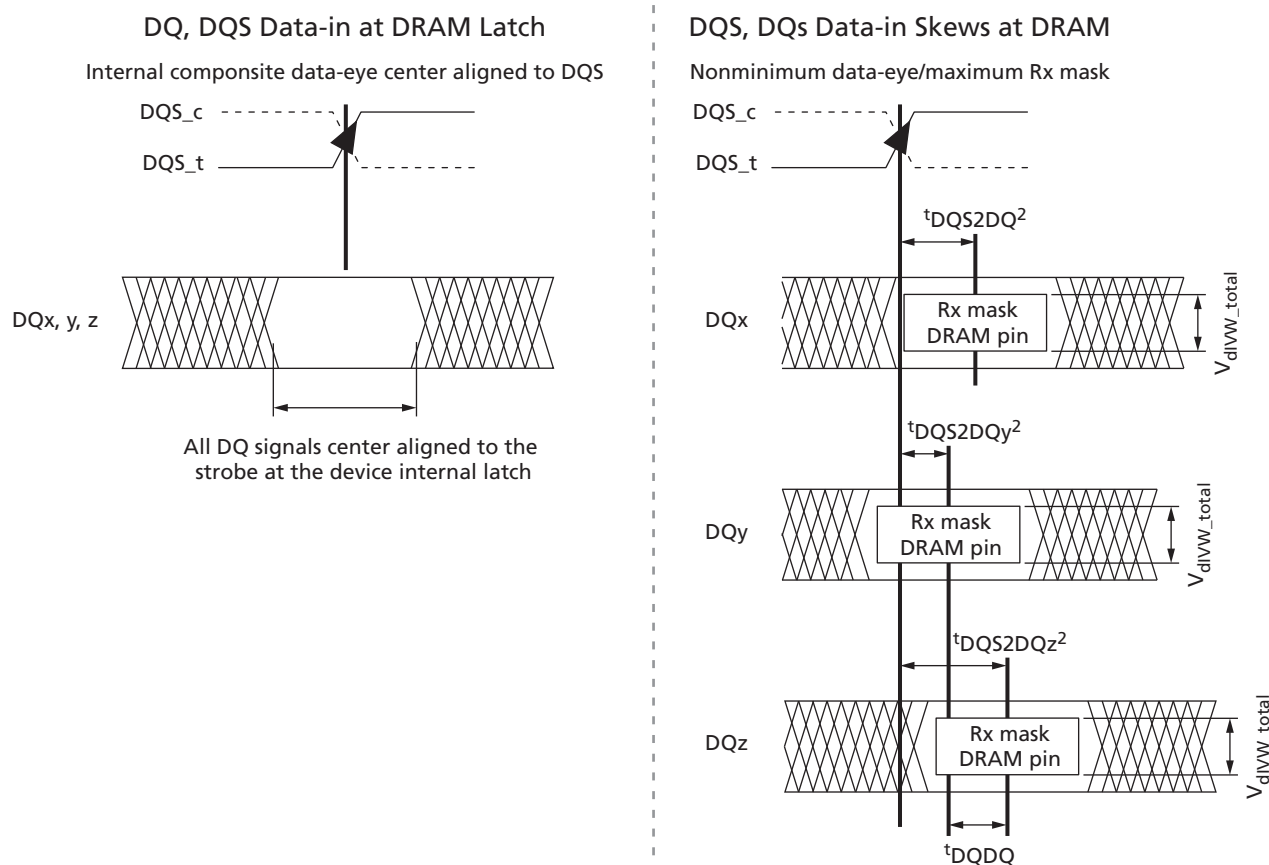 DQ, DQS Data-in at DRAM Latch
Internal componsite data-eye center aligned to DQS
DQS_c
DQS_t
DQx, y, z
All DQ signals center aligned to the
strobe at the device internal latch
DQS, DQs Data-in Skews at DRAM
Nonminimum data-eye/maximum Rx mask
DQS_c
DQS_t
tDQS2DQ2
DQx
Rx mask
DRAM pin
VdIVW_total
tDQS2DQy2
DQy
Rx mask
DRAM pin
VdIVW_total
tDQS2DQz2
DQz
Rx mask
DRAM pin
VdIVW_total
tDQDQ